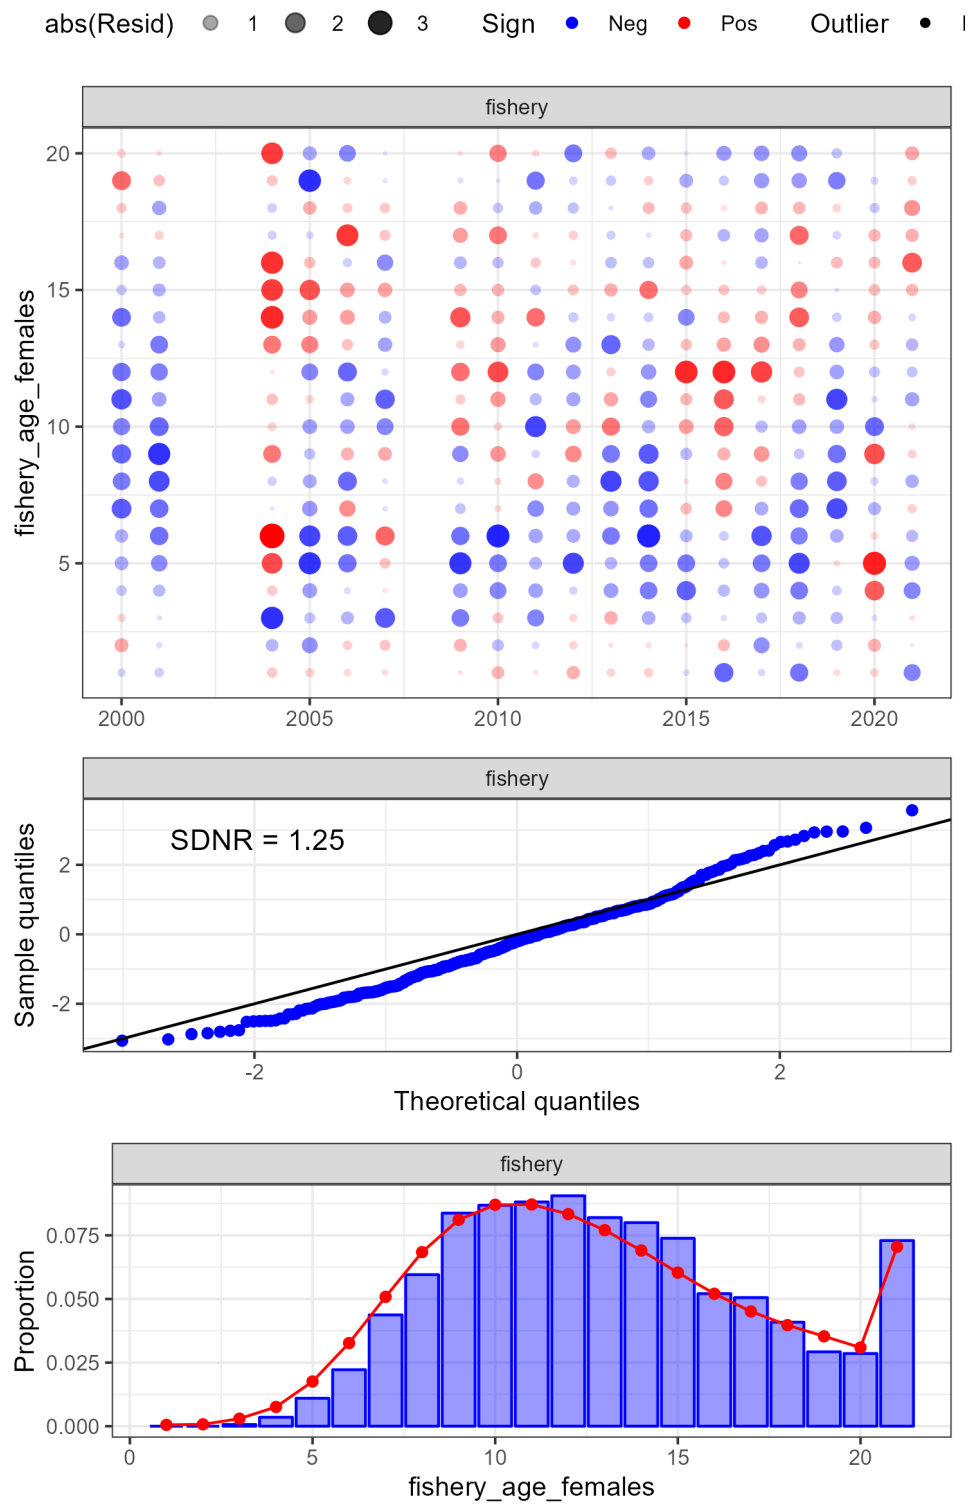 abs(Resid) 1 2 3 Sign Neg Pos Outlier
fishery
fishery_age_females
20
15
10
5
2000 2005 2010 2015 2020
fishery
Sample quantiles
SDNR = 1.25
2
0
-2
-2 0 2
Theoretical quantiles
fishery
Proportion
0.075
0.050
0.025
0.000
0 5 10 15 20
fishery_age_females